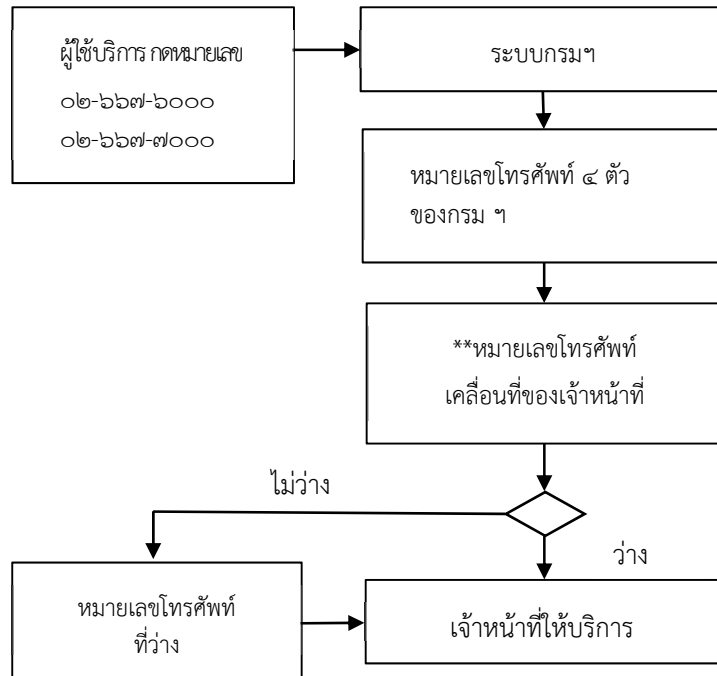 ผู้ใช้บริการ กดหมายเลข
๐๒-๖๖๗-๖๐๐๐
๐๒-๖๖๗-๗๐๐๐
ระบบกรมฯ
หมายเลขโทรศัพท์ ๔ ตัว
ของกรม ฯ
**หมายเลขโทรศัพท์
เคลื่อนที่ของเจ้าหน้าที่
ไม่ว่าง
ว่าง
หมายเลขโทรศัพท์
ที่ว่าง
เจ้าหน้าที่ให้บริการ